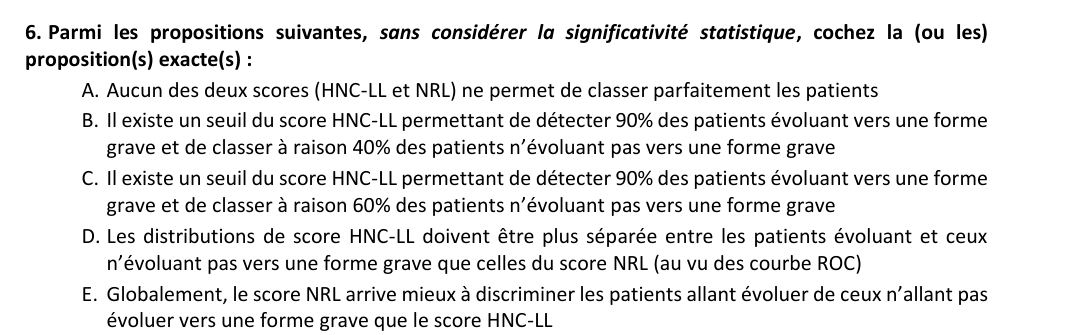 6. Parmi les propositions suivantes, sans considérer la significativité statistique, cochez la (ou les)
proposition(s) exacte(s) :
A. Aucun des deux scores (HNC-LL et NRL) ne permet de classer parfaitement les patients
B. Il existe un seuil du score HNC-LL permettant de détecter 90% des patients évoluant vers une forme
grave et de classer à raison 40% des patients n’évoluant pas vers une forme grave
C. Il existe un seuil du score HNC-LL permettant de détecter 90% des patients évoluant vers une forme
grave et de classer à raison 60% des patients n’évoluant pas vers une forme grave
D. Les distributions de score HNC-LL doivent être plus séparée entre les patients évoluant et ceux
n’évoluant pas vers une forme grave que celles du score NRL (au vu des courbe ROC)
E. Globalement, le score NRL arrive mieux à discriminer les patients allant évoluer de ceux n’allant pas
évoluer vers une forme grave que le score HNC-LL